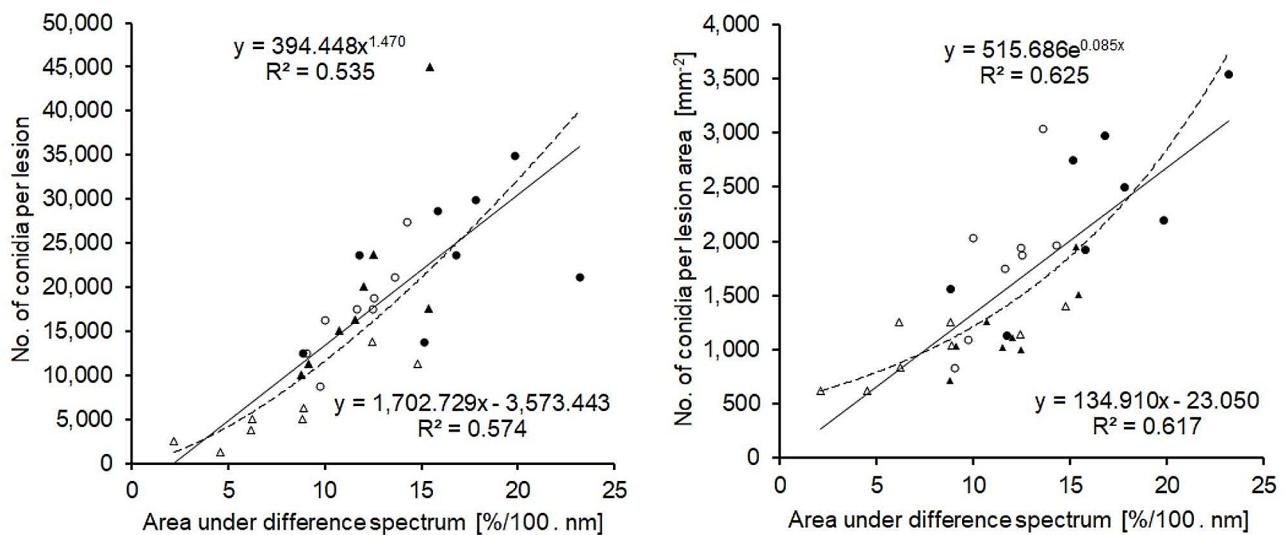 50,000
45,000
40,000
35,000
30,000
25,000
20,000
15,000
10,000
5,000
0
No. of conidia per lesion
y = 394.448x^1.470
R² = 0.535
y = 1,702.729x - 3,573.443
R² = 0.574
0 5 10 15 20 25
Area under difference spectrum [%/100 . nm]
4,000
3,500
3,000
2,500
2,000
1,500
1,000
500
0
No. of conidia per lesion area [mm⁻²]
y = 515.686e^0.085x
R² = 0.625
y = 134.910x - 23.050
R² = 0.617
0 5 10 15 20 25
Area under difference spectrum [%/100 . nm]